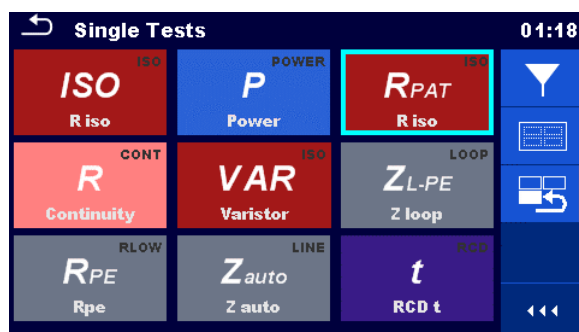 Single Tests 01:18
ISO
ISO
R iso
POWER
P
Power
ISO
RPAT
R iso
CONT
R
Continuity
ISO
VAR
Varistor
LOOP
ZL-PE
Z loop
RLOW
RPE
Rpe
LINE
Zauto
Z auto
RCD
t
RCD t